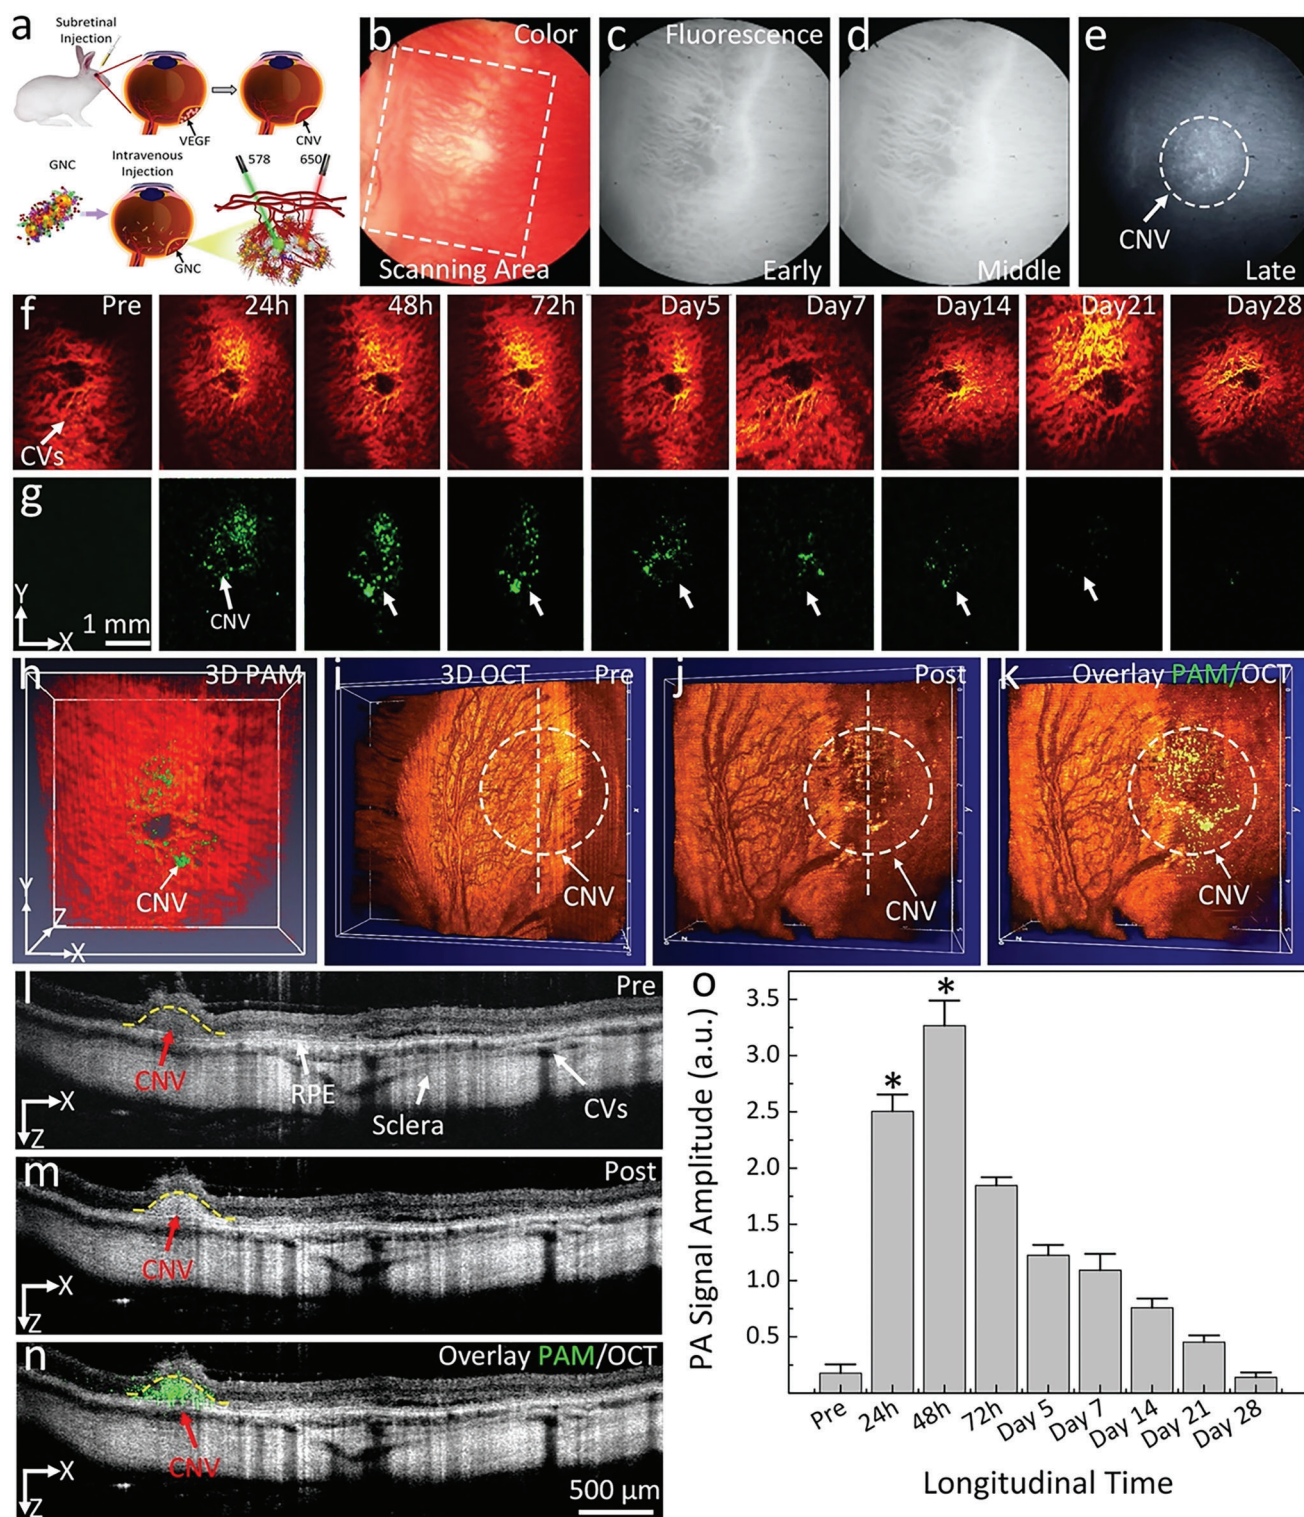 a
Subretinal
Injection
VEGF
CNV
GNC
Intravenous
Injection
578
650
GNC
b
Color
Scanning Area
c
Fluorescence
Early
d
Middle
e
CNV
Late
f
Pre
24h
48h
72h
Day5
Day7
Day14
Day21
Day28
CVs
g
Y
X
1 mm
CNV
h
3D PAM
CNV
Y
Z
X
i
3D OCT
Pre
CNV
j
Post
CNV
k
Overlay PAM/OCT
CNV
l
Pre
CNV
RPE
Sclera
CVs
X
Z
m
Post
CNV
X
Z
n
Overlay PAM/OCT
CNV
X
Z
500 µm
o
PA Signal Amplitude (a.u.)
3.5
3.0
2.5
2.0
1.5
1.0
0.5
*
*
Pre
24h
48h
72h
Day 5
Day 7
Day 14
Day 21
Day 28
Longitudinal Time